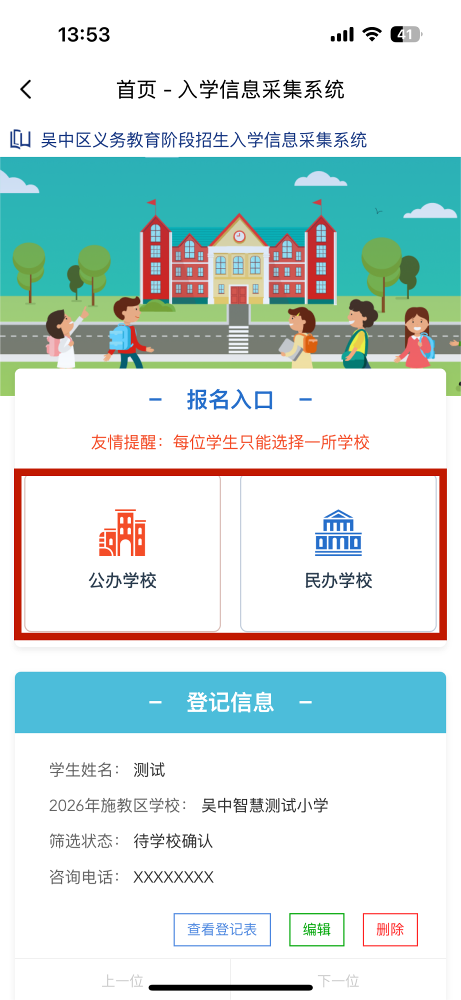 13:53
41
首页 - 入学信息采集系统
吴中区义务教育阶段招生入学信息采集系统
– 报名入口 –
友情提醒：每位学生只能选择一所学校
公办学校
民办学校
– 登记信息 –
学生姓名： 测试
2026年施教区学校： 吴中智慧测试小学
筛选状态： 待学校确认
咨询电话： XXXXXXXX
查看登记表
编辑
删除
上一位
下一位